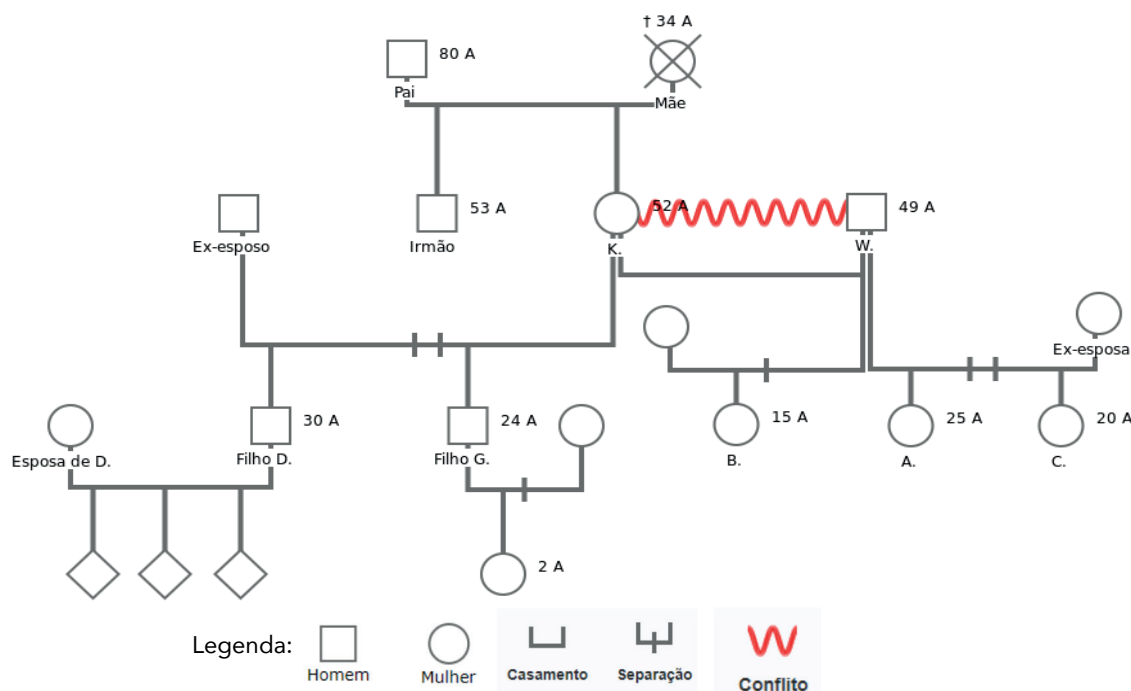 † 34 A
80 A
Pai
Mãe
53 A
52 A
49 A
Ex-esposo
Irmão
K.
W.
Ex-esposa
30 A
24 A
15 A
25 A
20 A
Esposa de D.
Filho D.
Filho G.
B.
A.
C.
2 A
Legenda:
Homem
Mulher
Casamento
Separação
Conflito